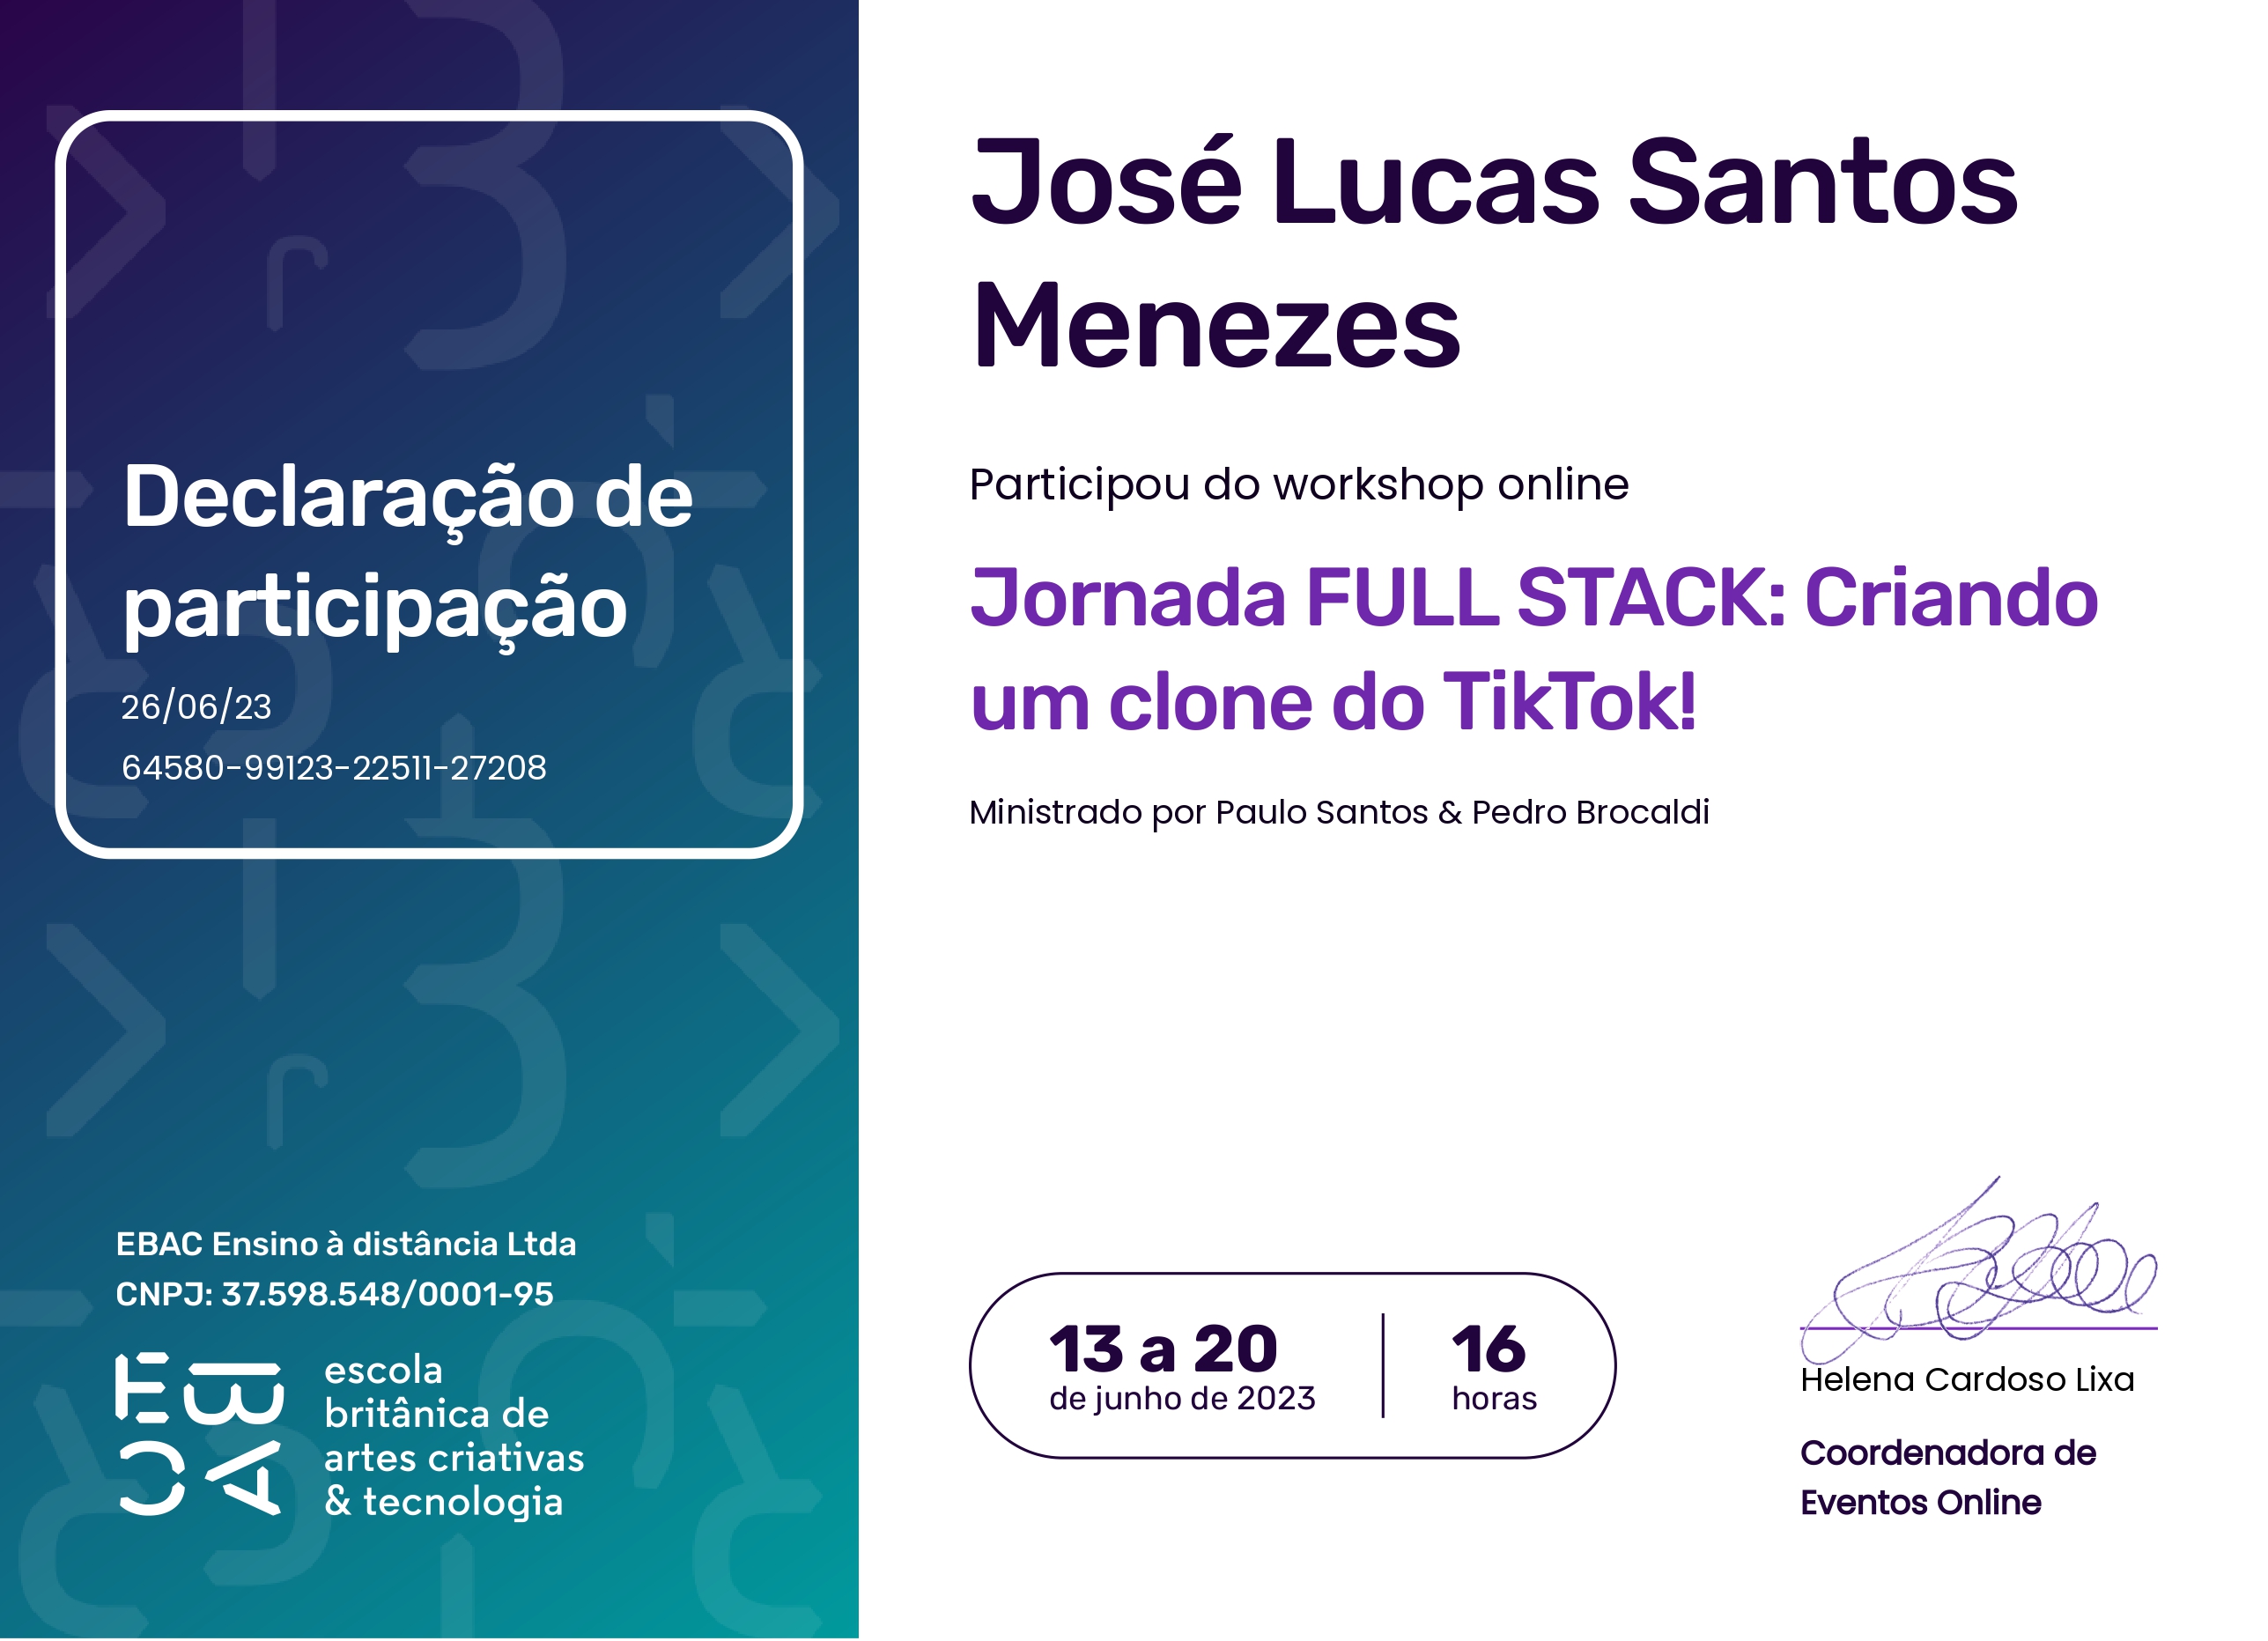 Declaração de
participação
26/06/23
64580-99123-22511-27208
EBAC Ensino à distância Ltda
CNPJ: 37.598.548/0001-95
EBAC
escola
britânica de
artes criativas
& tecnologia
José Lucas Santos
Menezes
Participou do workshop online
Jornada FULL STACK: Criando
um clone do TikTok!
Ministrado por Paulo Santos & Pedro Brocaldi
13 a 20
de junho de 2023
16
horas
Helena Cardoso Lixa
Coordenadora de
Eventos Online